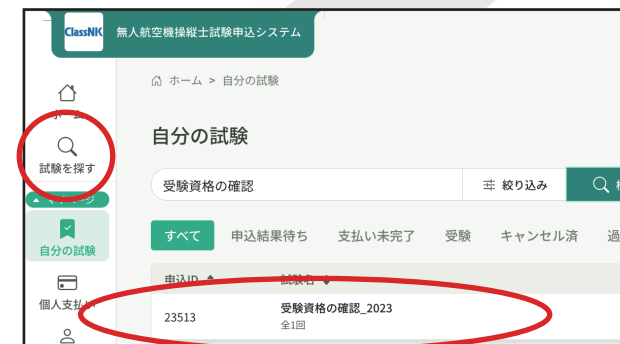 ClassNK 無人航空機操縦士試験申込システム
ホーム > 自分の試験
試験を探す
自分の試験
個人支払い
自分の試験
受験資格の確認 絞り込み
すべて 申込結果待ち 支払い未完了 受験 キャンセル済
申込ID 試験名
23513 受験資格の確認_2023
全1回